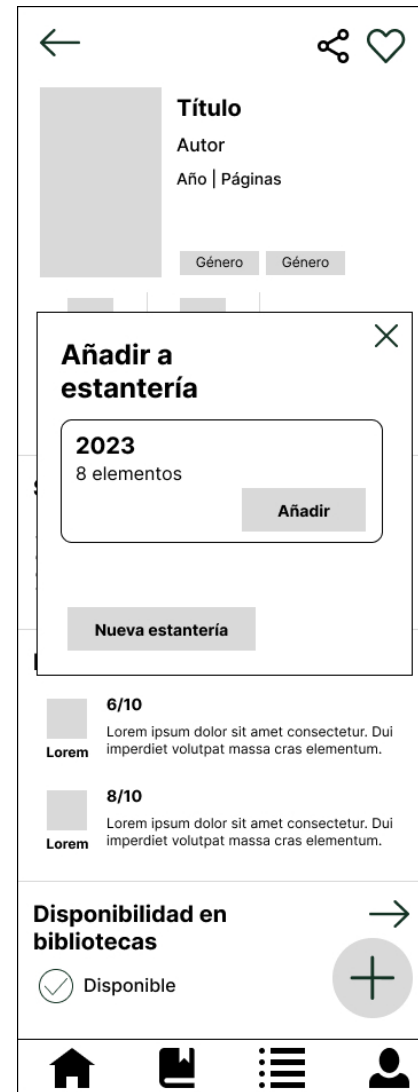 Título
Autor
Año | Páginas
Género Género
Añadir a
estantería
2023
8 elementos
Añadir
Nueva estantería
6/10
Lorem ipsum dolor sit amet consectetur. Dui
imperdiet volutpat massa cras elementum.
Lorem
8/10
Lorem ipsum dolor sit amet consectetur. Dui
imperdiet volutpat massa cras elementum.
Lorem
Disponibilidad en
bibliotecas
Disponible